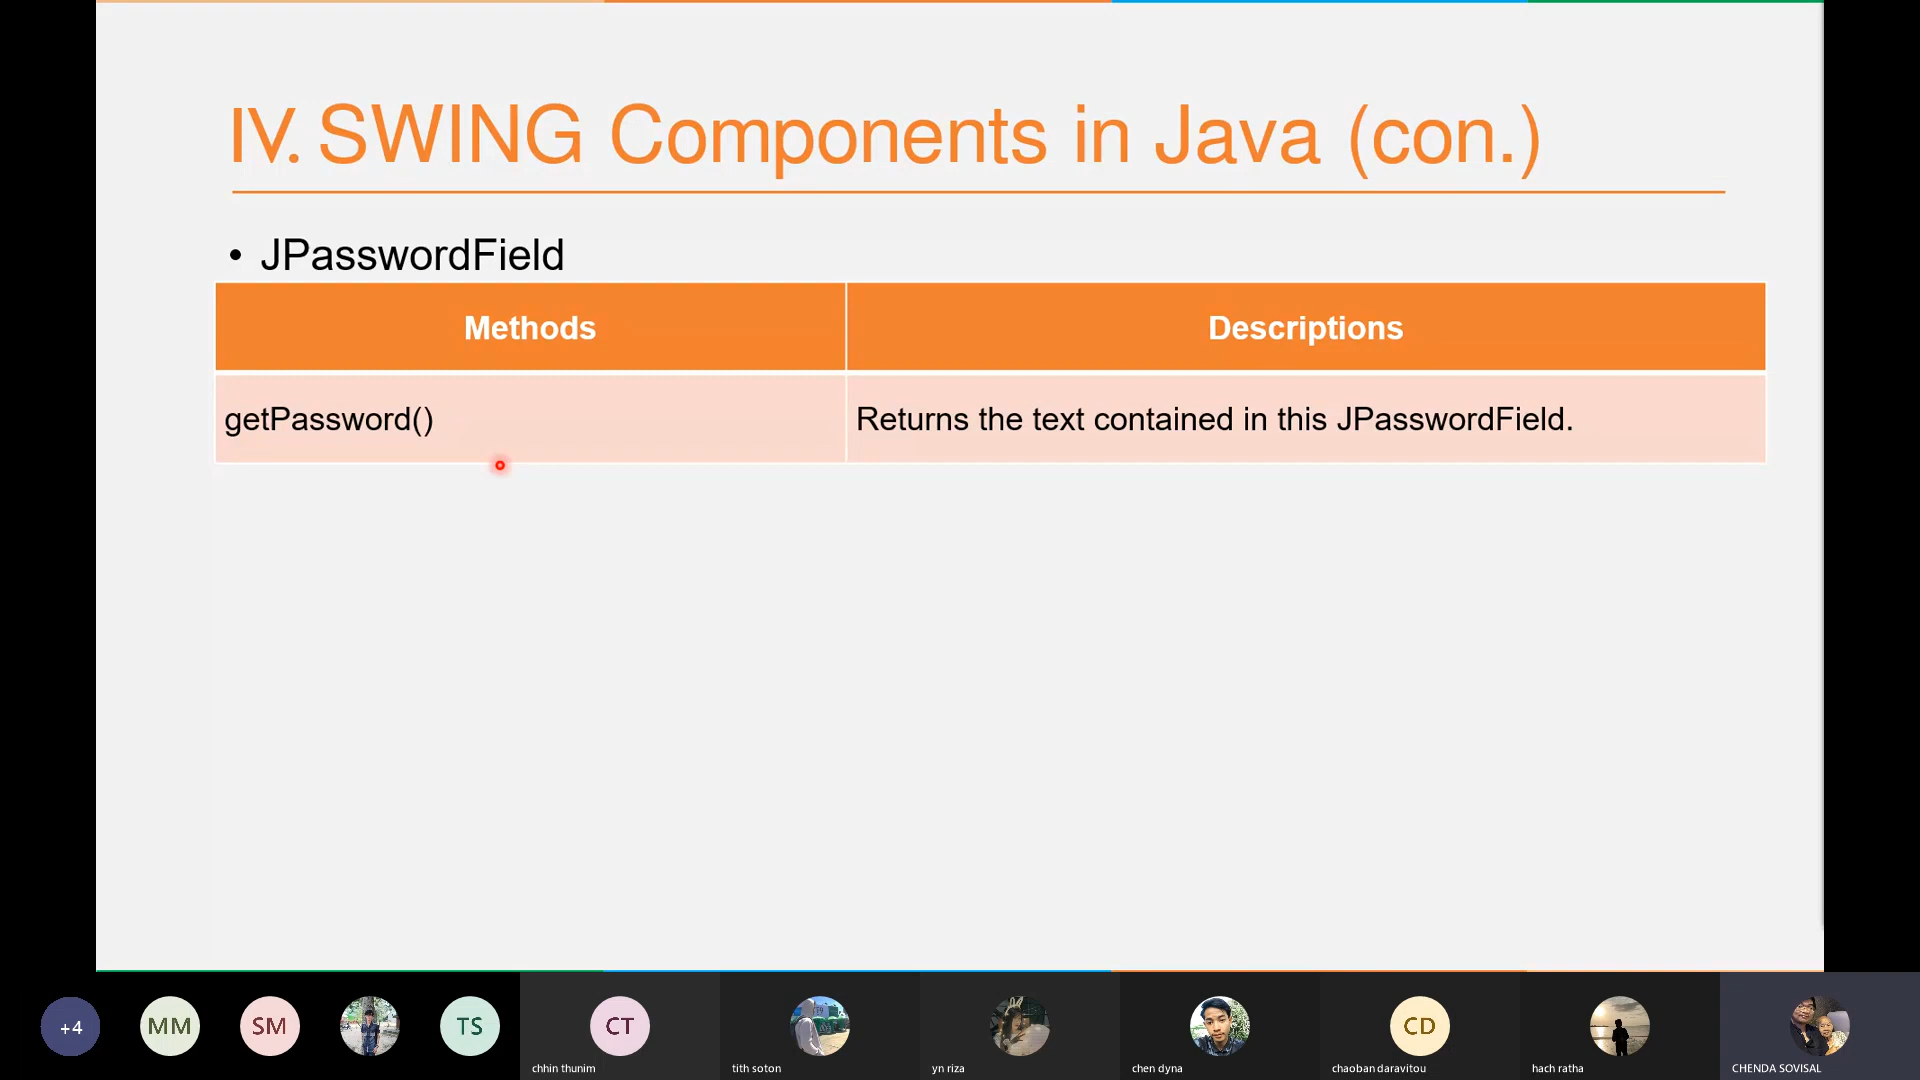 IV. SWING Components in Java (con.)
• JPasswordField
Methods
Descriptions
getPassword()
Returns the text contained in this JPasswordField.
+4
MM
SM
TS
CT
CD
chhin thunim
tith soton
yn riza
chen dyna
chaoban daravitou
hach ratha
CHENDA SOVISAL